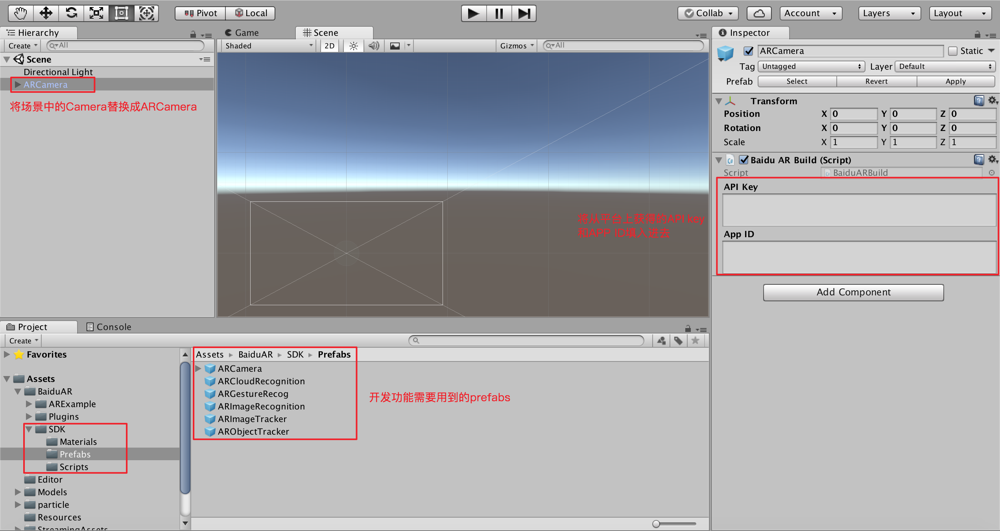 Pivot Local Collab Account Layers Layout
Hierarchy
Create All
Scene
Directional Light
ARCamera
将场景中的Camera替换成ARCamera
Game Scene
Shaded 2D Gizmos All
将从平台上获得的API key
和APP ID填入进去
Inspector
ARCamera Static
Tag Untagged Layer Default
Prefab Select Revert Apply
Transform
Position X 0 Y 0 Z 0
Rotation X 0 Y 0 Z 0
Scale X 1 Y 1 Z 1
Baidu AR Build (Script)
Script BaiduARBuild
API Key
App ID
Add Component
Project Console
Create
Favorites
Assets
BaiduAR
ARExample
Plugins
SDK
Materials
Prefabs
Scripts
Editor
Models
particle
Resources
StreamingAssets
Assets BaiduAR SDK Prefabs
ARCamera
ARCloudRecognition
ARGestureRecog
ARImageRecognition
ARImageTracker
ARObjectTracker
开发功能需要用到的prefabs